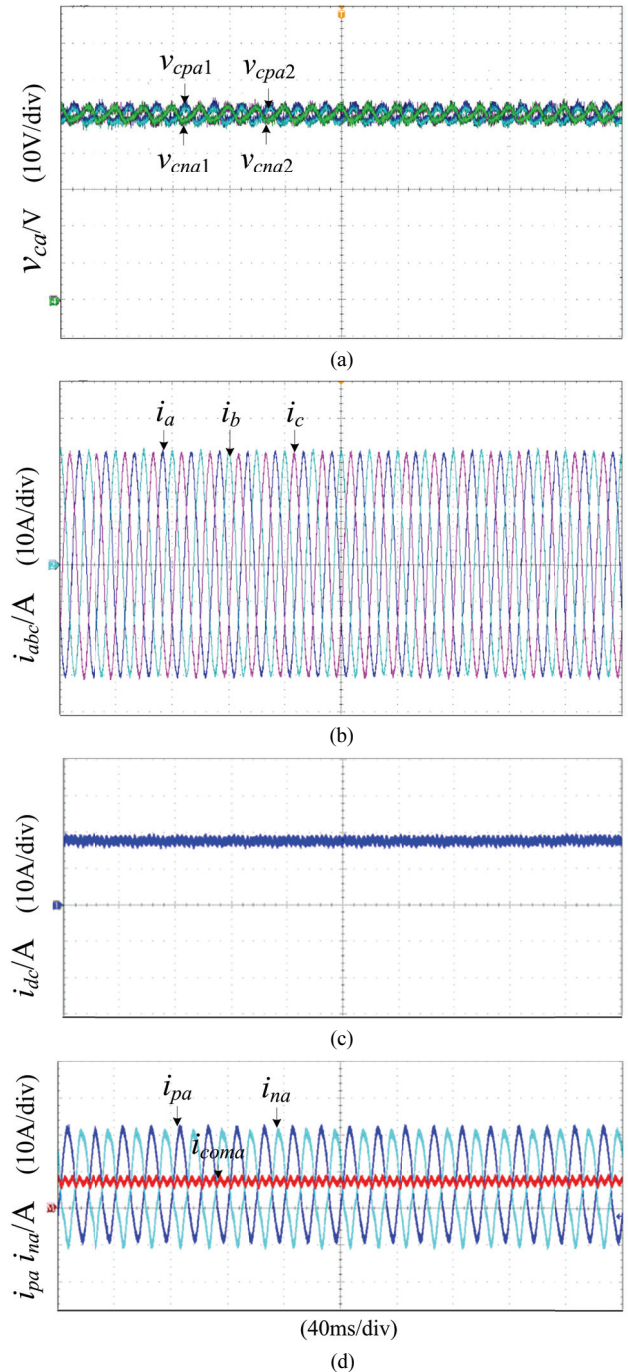 v_cpa1 v_cpa2
v_cna1 v_cna2
v_ca/V (10V/div)
(a)
i_a i_b i_c
i_abc/A (10A/div)
(b)
i_dc/A (10A/div)
(c)
i_pa i_na
i_coma
i_pa i_na/A (10A/div)
(40ms/div)
(d)